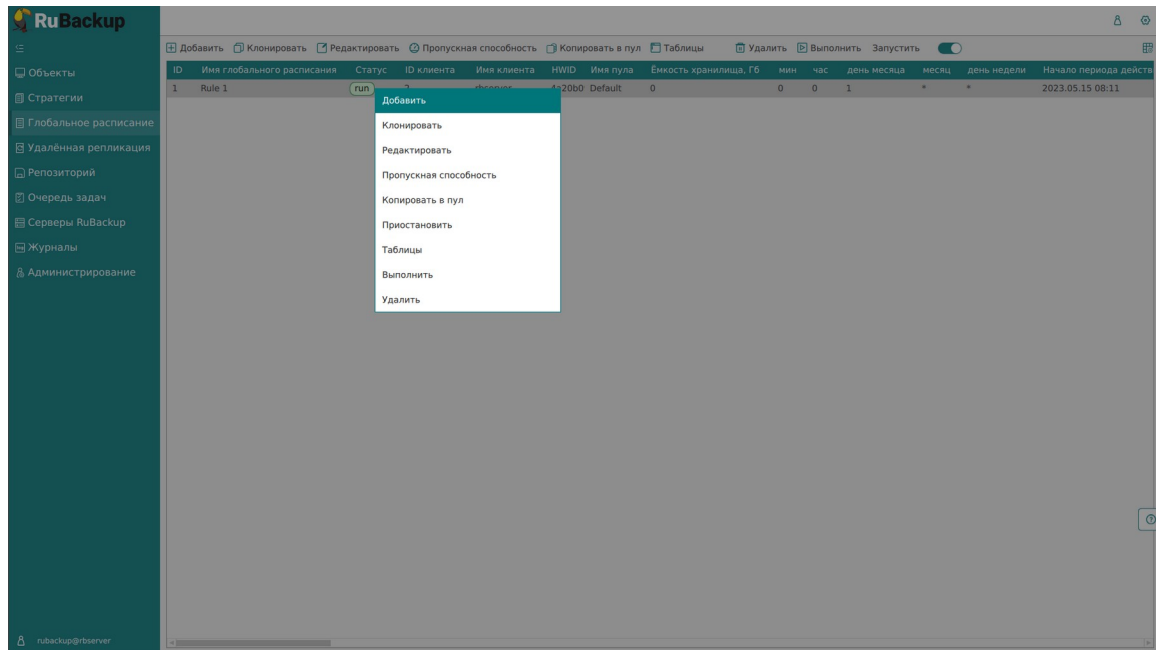 RuBackup
Добавить Клонировать Редактировать Пропускная способность Копировать в пул Таблицы Удалить Выполнить Запустить
ID Имя глобального расписания Статус ID клиента Имя клиента HWID Имя пула Ёмкость хранилища, Гб мин час день месяца месяц день недели Начало периода действ
1 Rule 1 run 2 rbserver 4a20b0 Default 0 0 0 1 * * 2023.05.15 08:11
Объекты
Стратегии
Глобальное расписание
Удалённая репликация
Репозиторий
Очередь задач
Серверы RuBackup
Журналы
Администрирование
Добавить
Клонировать
Редактировать
Пропускная способность
Копировать в пул
Приостановить
Таблицы
Выполнить
Удалить
rubackup@rbserver